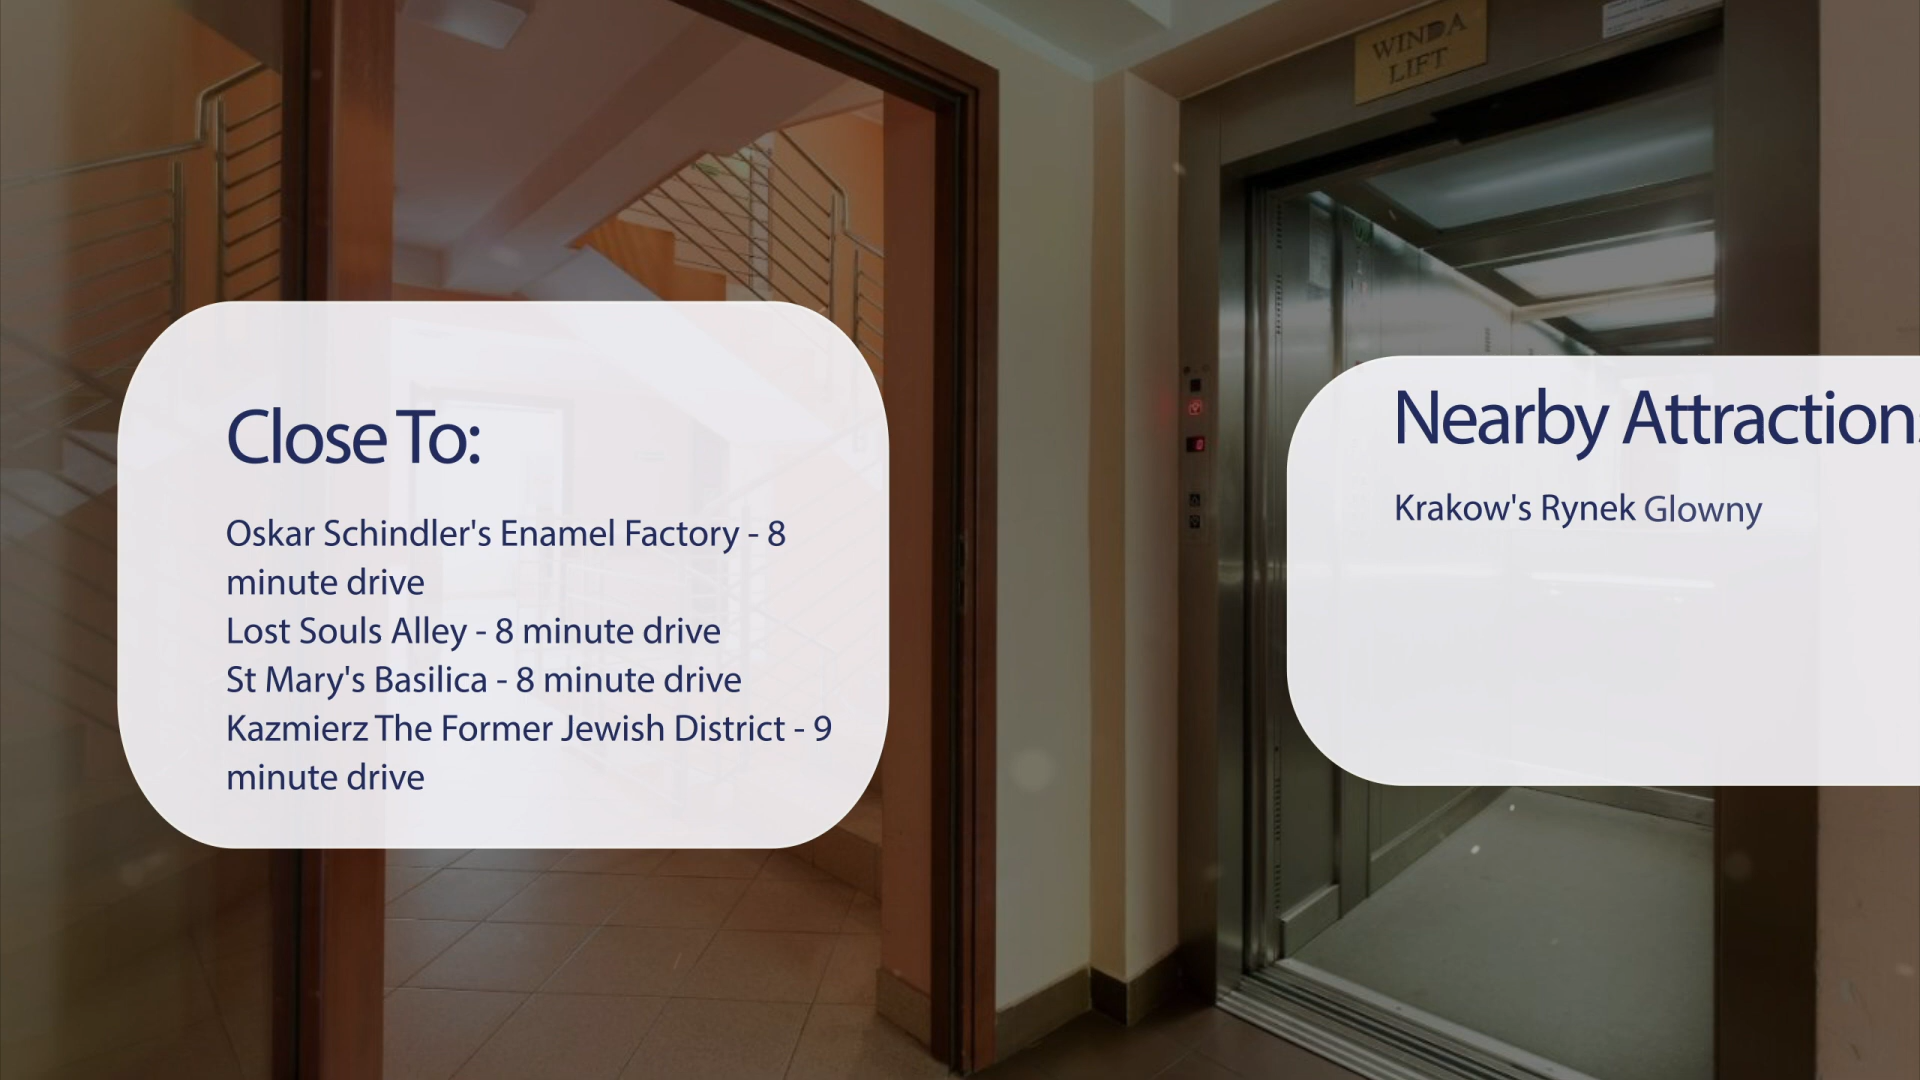 WINDA
LIFT
Close To:
Oskar Schindler's Enamel Factory - 8
minute drive
Lost Souls Alley - 8 minute drive
St Mary's Basilica - 8 minute drive
Kazmierz The Former Jewish District - 9
minute drive
Nearby Attractions
Krakow's Rynek Glowny